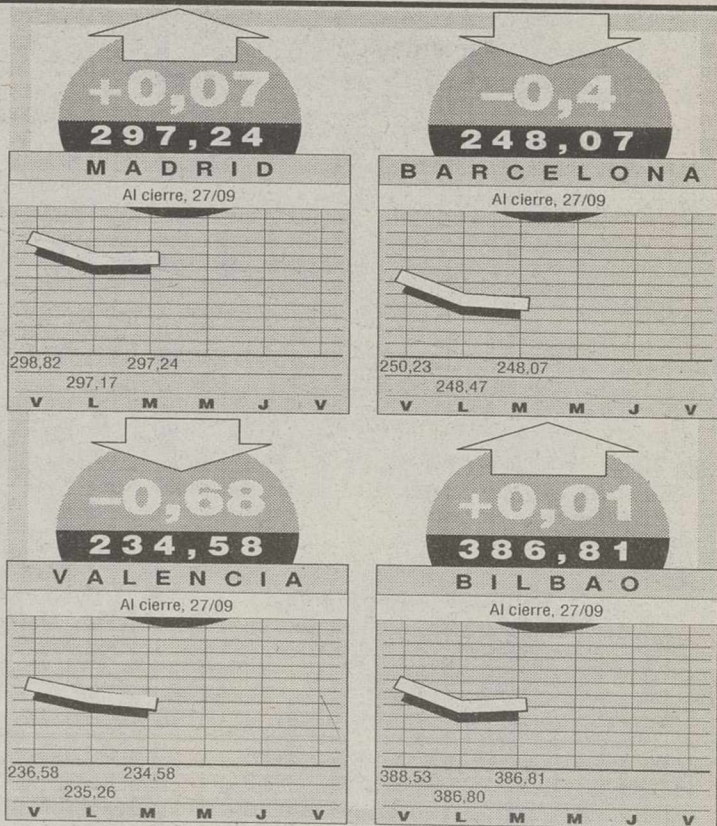 +0,07
297,24
MADRID
Al cierre, 27/09
298,82 297,24
297,17
V L M M J V
-0,4
248,07
BARCELONA
Al cierre, 27/09
250,23 248,07
248,47
V L M M J V
-0,68
234,58
VALENCIA
Al cierre, 27/09
236,58 234,58
235,26
V L M M J V
+0,01
386,81
BILBAO
Al cierre, 27/09
388,53 386,81
386,80
V L M M J V